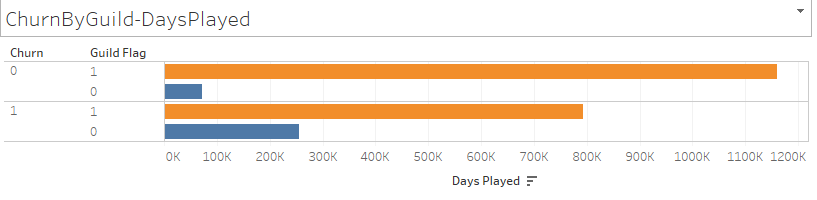 ChurnByGuild-DaysPlayed
Churn Guild Flag
0 1
0
1 1
0
0K 100K 200K 300K 400K 500K 600K 700K 800K 900K 1000K 1100K 1200K
Days Played